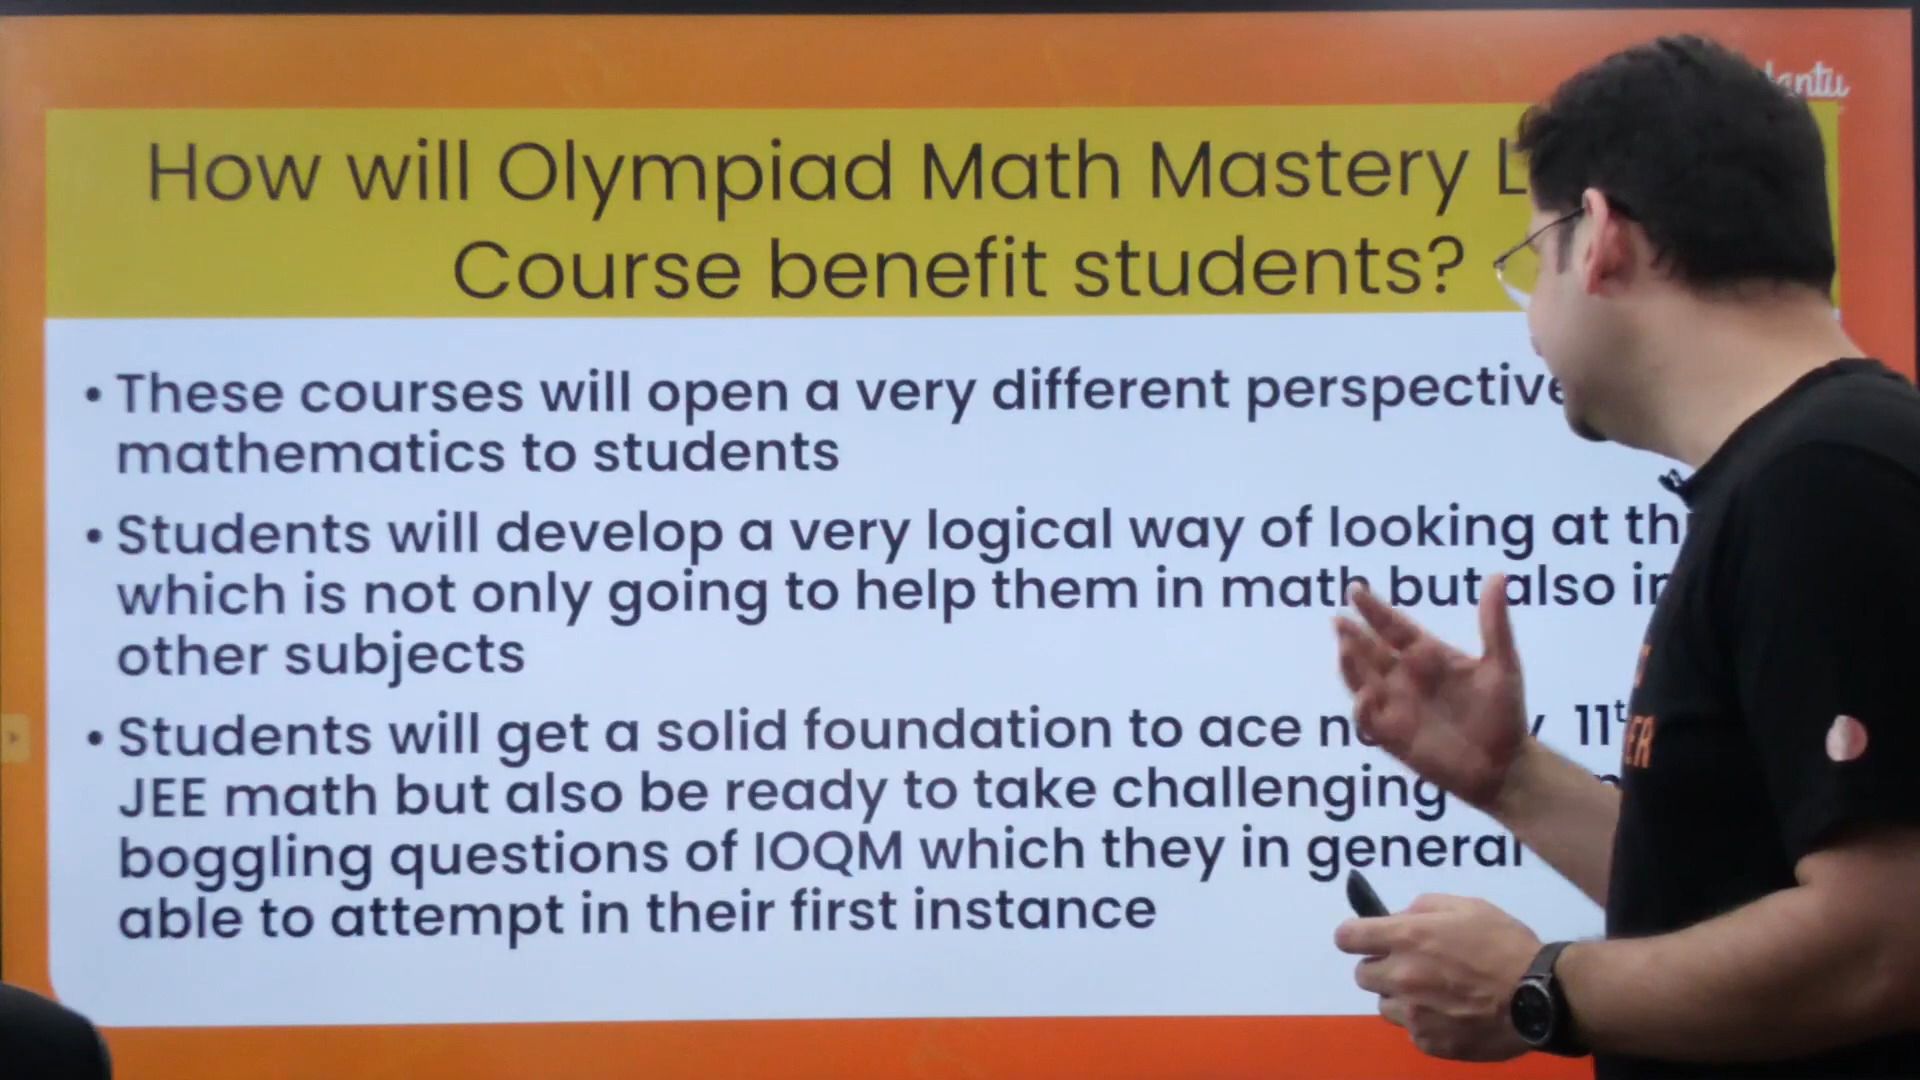 How will Olympiad Math Mastery
Course benefit students?
• These courses will open a very different perspective
mathematics to students
• Students will develop a very logical way of looking at
which is not only going to help them in math but also
other subjects
• Students will get a solid foundation to ace
JEE math but also be ready to take challenging
boggling questions of IOQM which they in general
able to attempt in their first instance